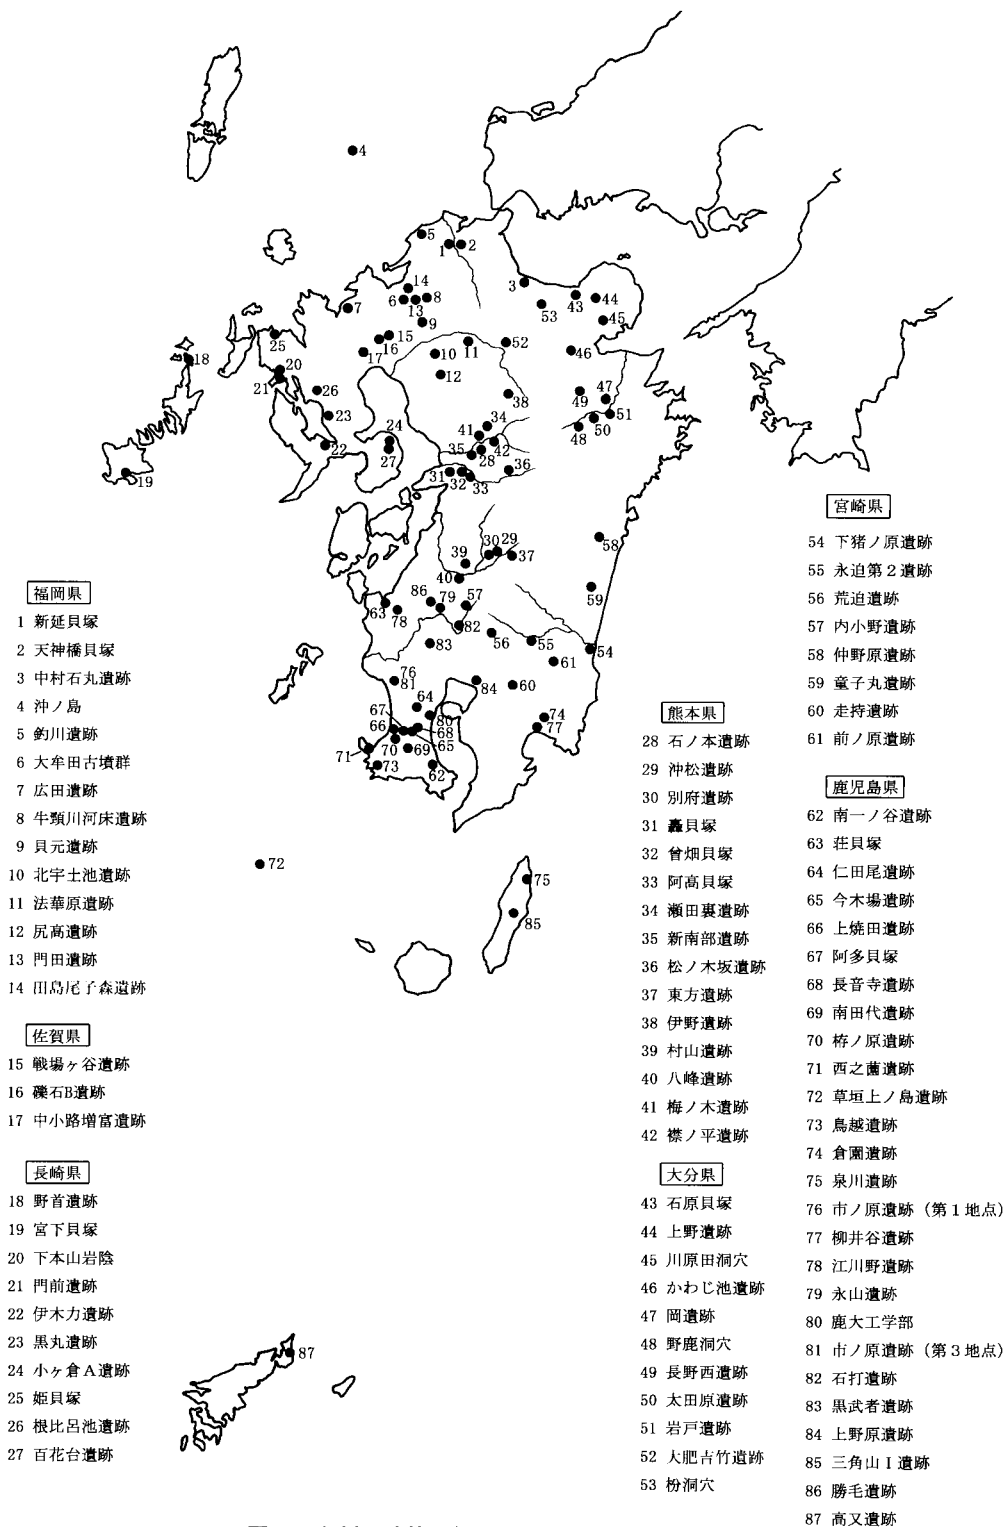 福岡県
1 新延貝塚
2 天神橋貝塚
3 中村石丸遺跡
4 沖ノ島
5 釣川遺跡
6 大牟田古墳群
7 広田遺跡
8 牛頸川河床遺跡
9 貝元遺跡
10 北宇土池遺跡
11 法華原遺跡
12 尻高遺跡
13 門田遺跡
14 田島尾子森遺跡
佐賀県
15 戦場ヶ谷遺跡
16 礫石B遺跡
17 中小路増富遺跡
長崎県
18 野首遺跡
19 宮下貝塚
20 下本山岩陰
21 門前遺跡
22 伊木力遺跡
23 黒丸遺跡
24 小ヶ倉A遺跡
25 姫貝塚
26 根比呂池遺跡
27 百花台遺跡
熊本県
28 石ノ本遺跡
29 沖松遺跡
30 別府遺跡
31 轟貝塚
32 曾畑貝塚
33 阿高貝塚
34 瀬田裏遺跡
35 新南部遺跡
36 松ノ木坂遺跡
37 東方遺跡
38 伊野遺跡
39 村山遺跡
40 八峰遺跡
41 梅ノ木遺跡
42 襟ノ平遺跡
大分県
43 石原貝塚
44 上野遺跡
45 川原田洞穴
46 かわじ池遺跡
47 岡遺跡
48 野鹿洞穴
49 長野西遺跡
50 太田原遺跡
51 岩戸遺跡
52 大肥吉竹遺跡
53 枌洞穴
宮崎県
54 下猪ノ原遺跡
55 永迫第2遺跡
56 荒迫遺跡
57 内小野遺跡
58 仲野原遺跡
59 童子丸遺跡
60 走持遺跡
61 前ノ原遺跡
鹿児島県
62 南一ノ谷遺跡
63 荘貝塚
64 仁田尾遺跡
65 今木場遺跡
66 上焼田遺跡
67 阿多貝塚
68 長音寺遺跡
69 南田代遺跡
70 栫ノ原遺跡
71 西之薗遺跡
72 草垣上ノ島遺跡
73 鳥越遺跡
74 倉園遺跡
75 泉川遺跡
76 市ノ原遺跡（第1地点）
77 柳井谷遺跡
78 江川野遺跡
79 永山遺跡
80 鹿大工学部
81 市ノ原遺跡（第3地点）
82 石打遺跡
83 黒武者遺跡
84 上野原遺跡
85 三角山Ⅰ遺跡
86 勝毛遺跡
87 高又遺跡